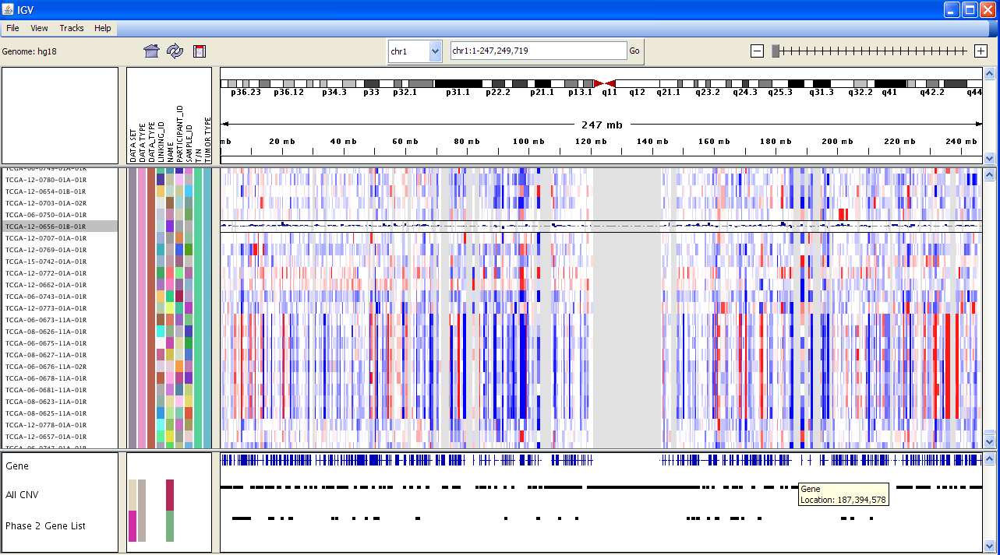 IGV
File View Tracks Help
Genome: hg18
chr1
chr1:1-247,249,719
Go
p36.23 p36.12 p34.3 p33 p32.1 p31.1 p22.2 p21.1 p13.1 q11 q12 q21.1 q23.2 q24.3 q25.3 q31.3 q32.2 q41 q42.2 q44
247 mb
mb 20 mb 40 mb 60 mb 80 mb 100 mb 120 mb 140 mb 160 mb 180 mb 200 mb 220 mb 240 mb
DATA SET
DATA TYPE
DATA_TYPE
LINKING_ID
NAME
PARTICIPANT_ID
SAMPLE_ID
T/N
TUMOR TYPE
TCGA-06-0749-01A-01R
TCGA-12-0780-01A-01R
TCGA-12-0654-01B-01R
TCGA-12-0703-01A-02R
TCGA-06-0750-01A-01R
TCGA-12-0656-01B-01R
TCGA-12-0707-01A-01R
TCGA-12-0769-01A-01R
TCGA-15-0742-01A-01R
TCGA-12-0772-01A-01R
TCGA-12-0662-01A-01R
TCGA-06-0743-01A-01R
TCGA-12-0773-01A-01R
TCGA-06-0673-11A-01R
TCGA-08-0626-11A-01R
TCGA-06-0675-11A-01R
TCGA-08-0627-11A-01R
TCGA-06-0676-11A-02R
TCGA-06-0678-11A-01R
TCGA-06-0681-11A-01R
TCGA-08-0623-11A-01R
TCGA-08-0625-11A-01R
TCGA-12-0778-01A-01R
TCGA-12-0657-01A-01R
TCGA-06-0747-01A-01R
Gene
All CNV
Phase 2 Gene List
Gene
Location: 187,394,578